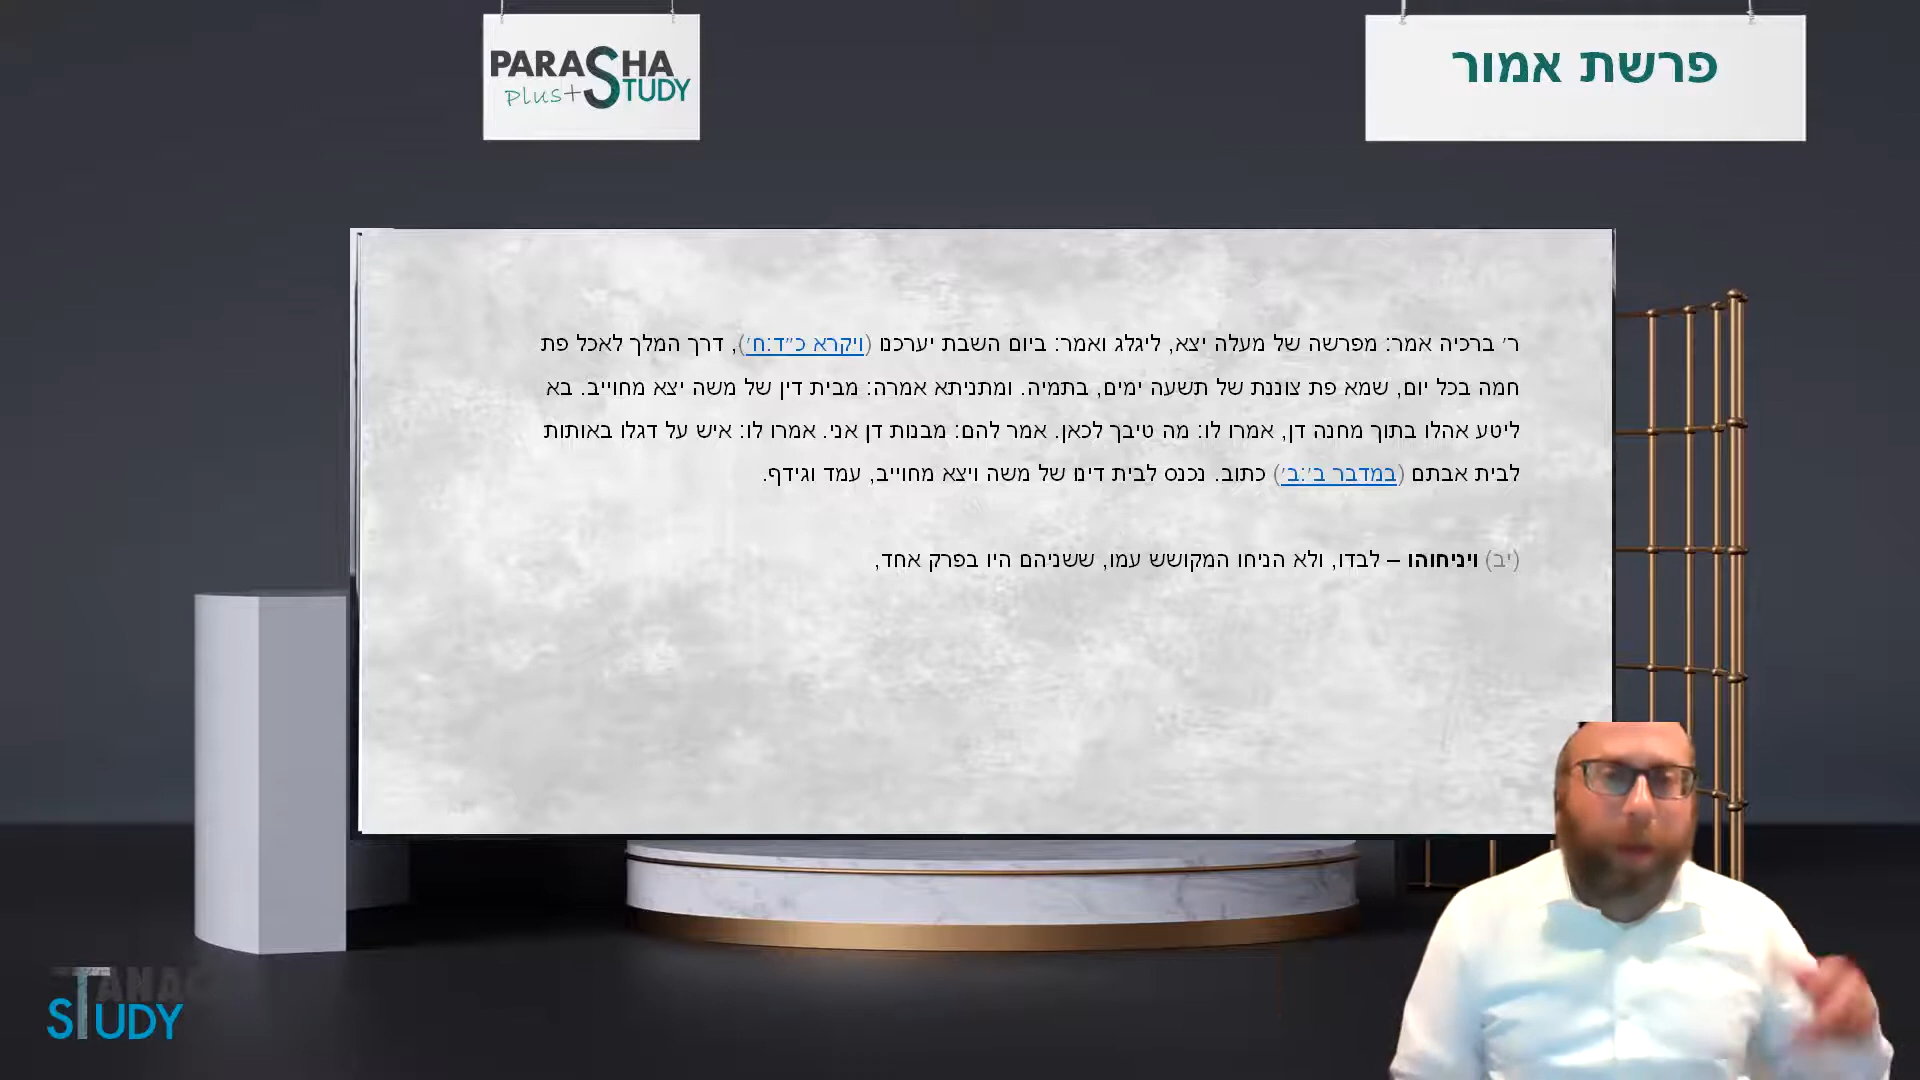 PARASHA
plus+ STUDY
פרשת אמור
ר׳ ברכיה אמר: מפרשה של מעלה יצא, ליגלג ואמר: ביום השבת יערכנו (ויקרא כ״ד:ח׳), דרך המלך לאכל פת
חמה בכל יום, שמא פת צוננת של תשעה ימים, בתמיה. ומתניתא אמרה: מבית דין של משה יצא מחוייב. בא
ליטע אהלו בתוך מחנה דן, אמרו לו: מה טיבך לכאן. אמר להם: מבנות דן אני. אמרו לו: איש על דגלו באותות
לבית אבתם (במדבר ב׳:ב׳) כתוב. נכנס לבית דינו של משה ויצא מחוייב, עמד וגידף.
(יב) ויניחוהו – לבדו, ולא הניחו המקושש עמו, ששניהם היו בפרק אחד,
STUDY